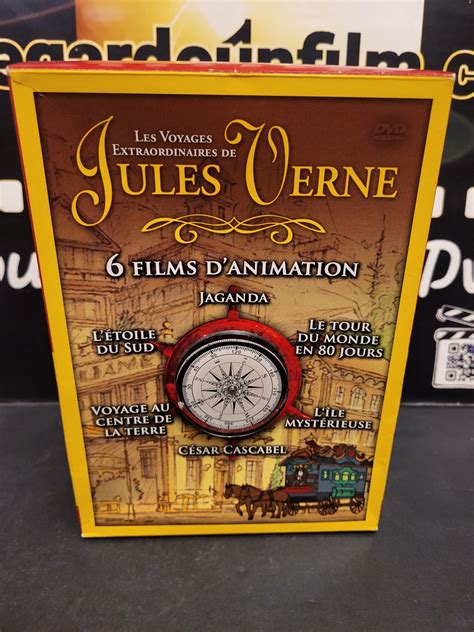 egardeunfilm.c
DVD
LES VOYAGES
EXTRAORDINAIRES DE
JULES VERNE
6 FILMS D'ANIMATION
JAGANDA
L'ÉTOILE
DU SUD
LE TOUR
DU MONDE
EN 80 JOURS
VOYAGE AU
CENTRE DE
LA TERRE
L'ÎLE
MYSTÉRIEUSE
CÉSAR CASCABEL